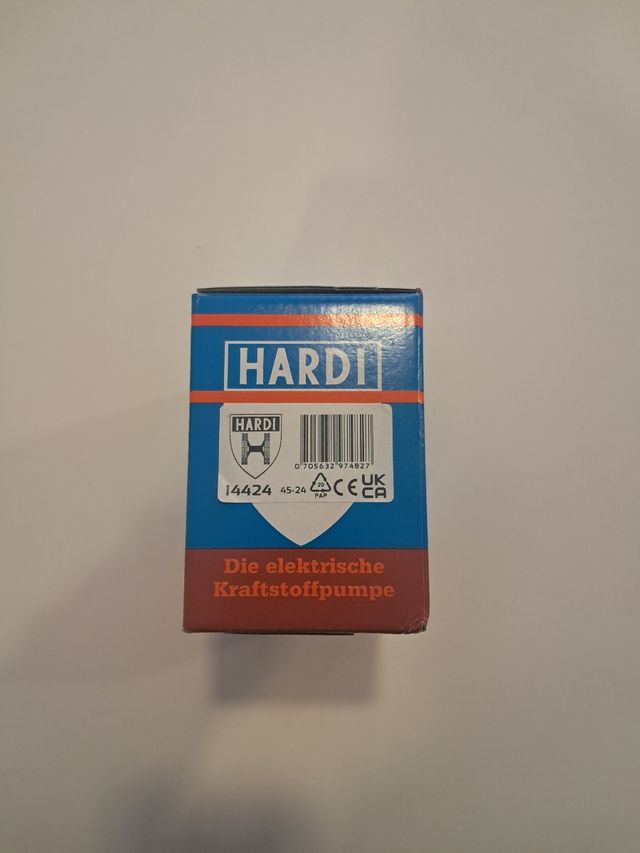 HARDI
HARDI
0 705632 974827
14424 45-24 20 PAP CE UK CA
Die elektrische
Kraftstoffpumpe